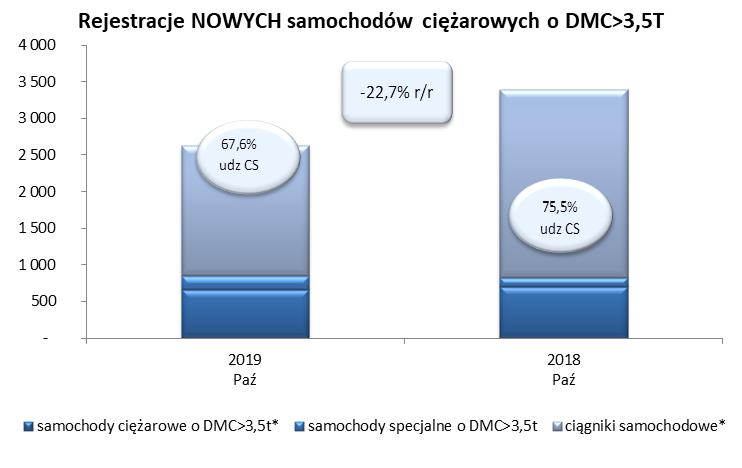 Rejestracje NOWYCH samochodów ciężarowych o DMC>3,5T
4 000
3 500
3 000
2 500
2 000
1 500
1 000
500
-
-22,7% r/r
67,6%
udz CS
75,5%
udz CS
2019
Paź
2018
Paź
samochody ciężarowe o DMC>3,5t*
samochody specjalne o DMC>3,5t
ciągniki samochodowe*